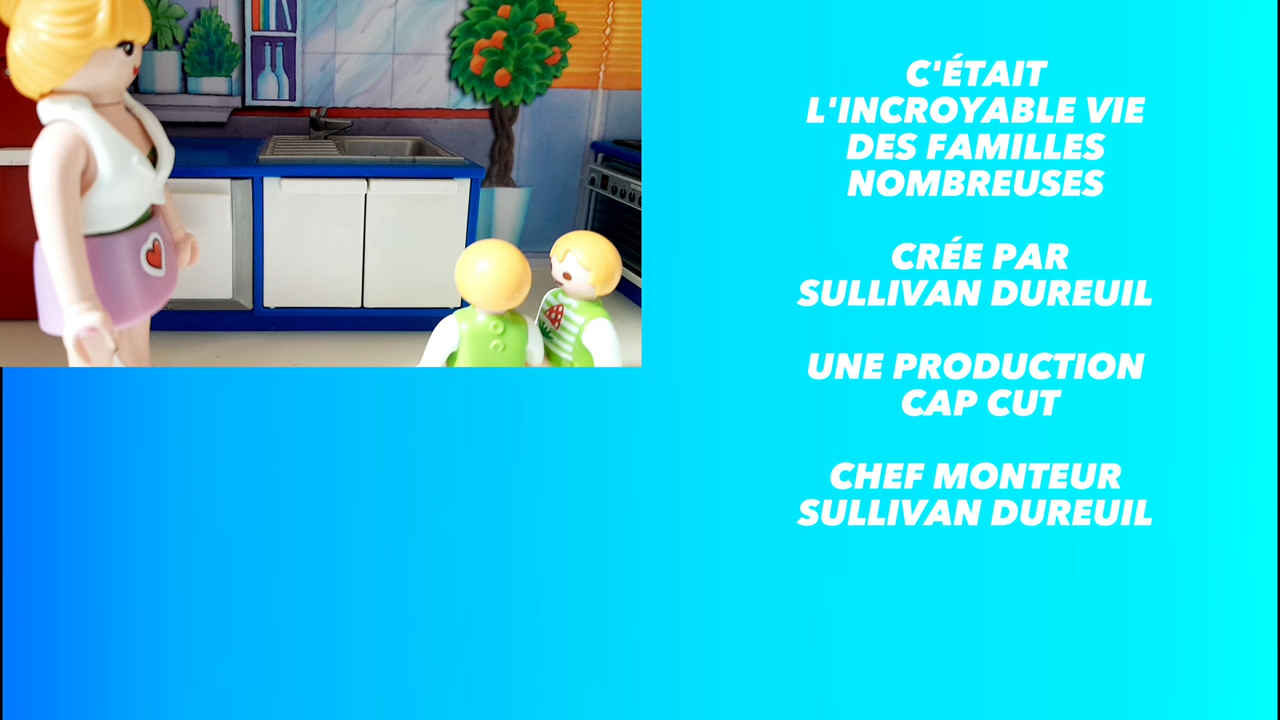 C'ÉTAIT
L'INCROYABLE VIE
DES FAMILLES
NOMBREUSES
CRÉE PAR
SULLIVAN DUREUIL
UNE PRODUCTION
CAP CUT
CHEF MONTEUR
SULLIVAN DUREUIL